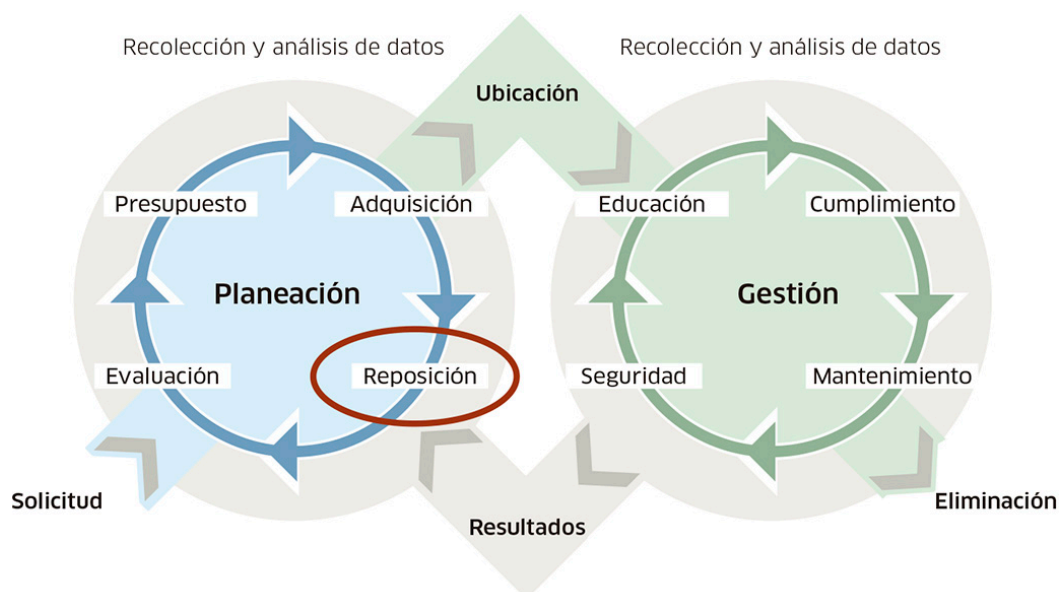 Recolección y análisis de datos
Recolección y análisis de datos
Ubicación
Presupuesto
Adquisición
Educación
Cumplimiento
Planeación
Gestión
Evaluación
Reposición
Seguridad
Mantenimiento
Solicitud
Resultados
Eliminación